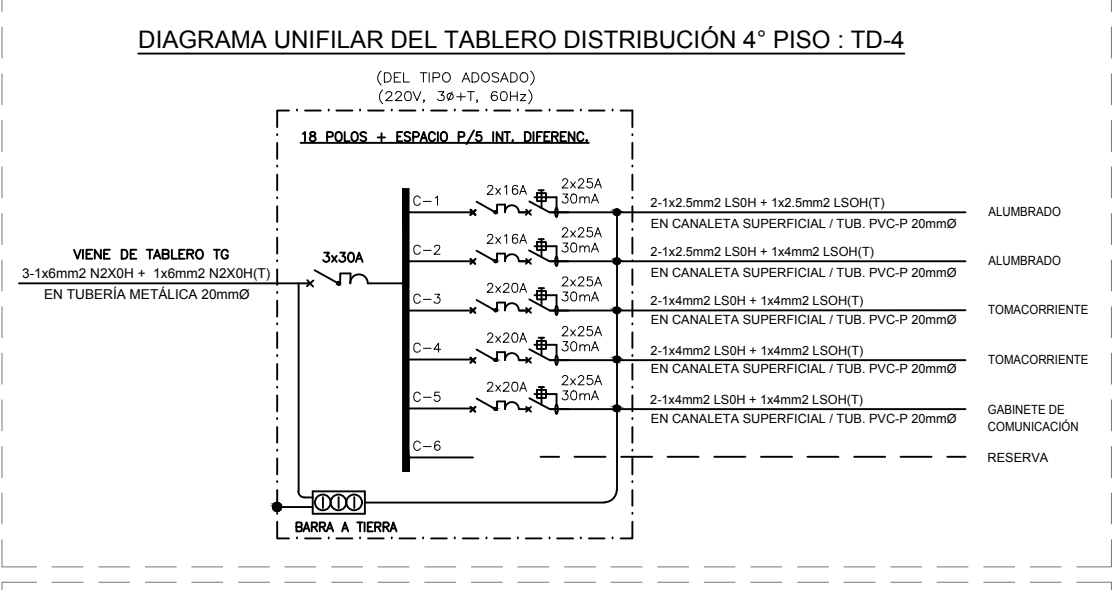 DIAGRAMA UNIFILAR DEL TABLERO DISTRIBUCIÓN 4° PISO : TD-4
(DEL TIPO ADOSADO)
(220V, 3ø+T, 60Hz)
18 POLOS + ESPACIO P/5 INT. DIFERENC.
VIENE DE TABLERO TG
3-1x6mm2 N2X0H + 1x6mm2 N2X0H(T)
EN TUBERÍA METÁLICA 20mmØ
3x30A
C-1
2x16A
2x25A
30mA
2-1x2.5mm2 LS0H + 1x2.5mm2 LSOH(T)
EN CANALETA SUPERFICIAL / TUB. PVC-P 20mmØ
ALUMBRADO
C-2
2x16A
2x25A
30mA
2-1x2.5mm2 LS0H + 1x4mm2 LSOH(T)
EN CANALETA SUPERFICIAL / TUB. PVC-P 20mmØ
ALUMBRADO
C-3
2x20A
2x25A
30mA
2-1x4mm2 LS0H + 1x4mm2 LSOH(T)
EN CANALETA SUPERFICIAL / TUB. PVC-P 20mmØ
TOMACORRIENTE
C-4
2x20A
2x25A
30mA
2-1x4mm2 LS0H + 1x4mm2 LSOH(T)
EN CANALETA SUPERFICIAL / TUB. PVC-P 20mmØ
TOMACORRIENTE
C-5
2x20A
2x25A
30mA
2-1x4mm2 LS0H + 1x4mm2 LSOH(T)
EN CANALETA SUPERFICIAL / TUB. PVC-P 20mmØ
GABINETE DE
COMUNICACIÓN
C-6
RESERVA
BARRA A TIERRA